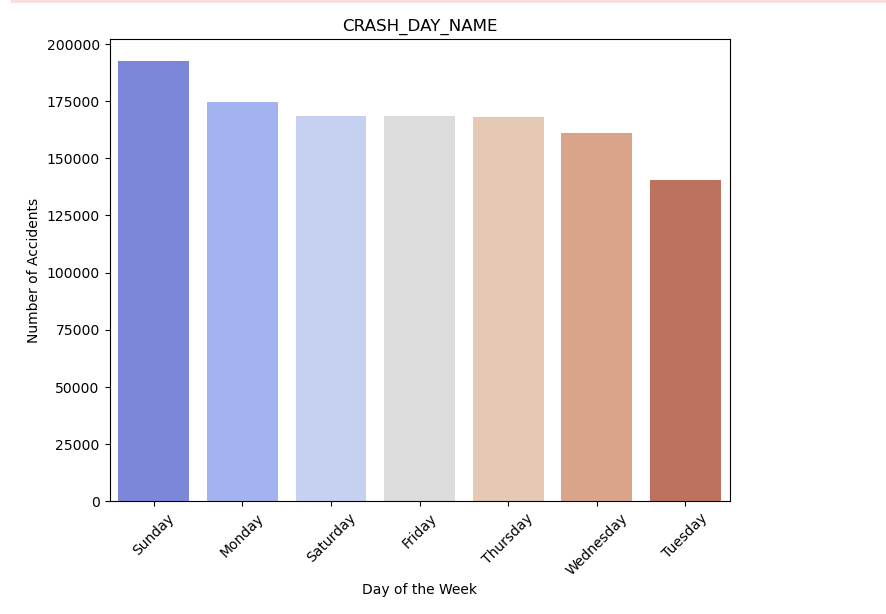 CRASH_DAY_NAME
200000
175000
150000
125000
100000
75000
50000
25000
0
Number of Accidents
Sunday
Monday
Saturday
Friday
Thursday
Wednesday
Tuesday
Day of the Week